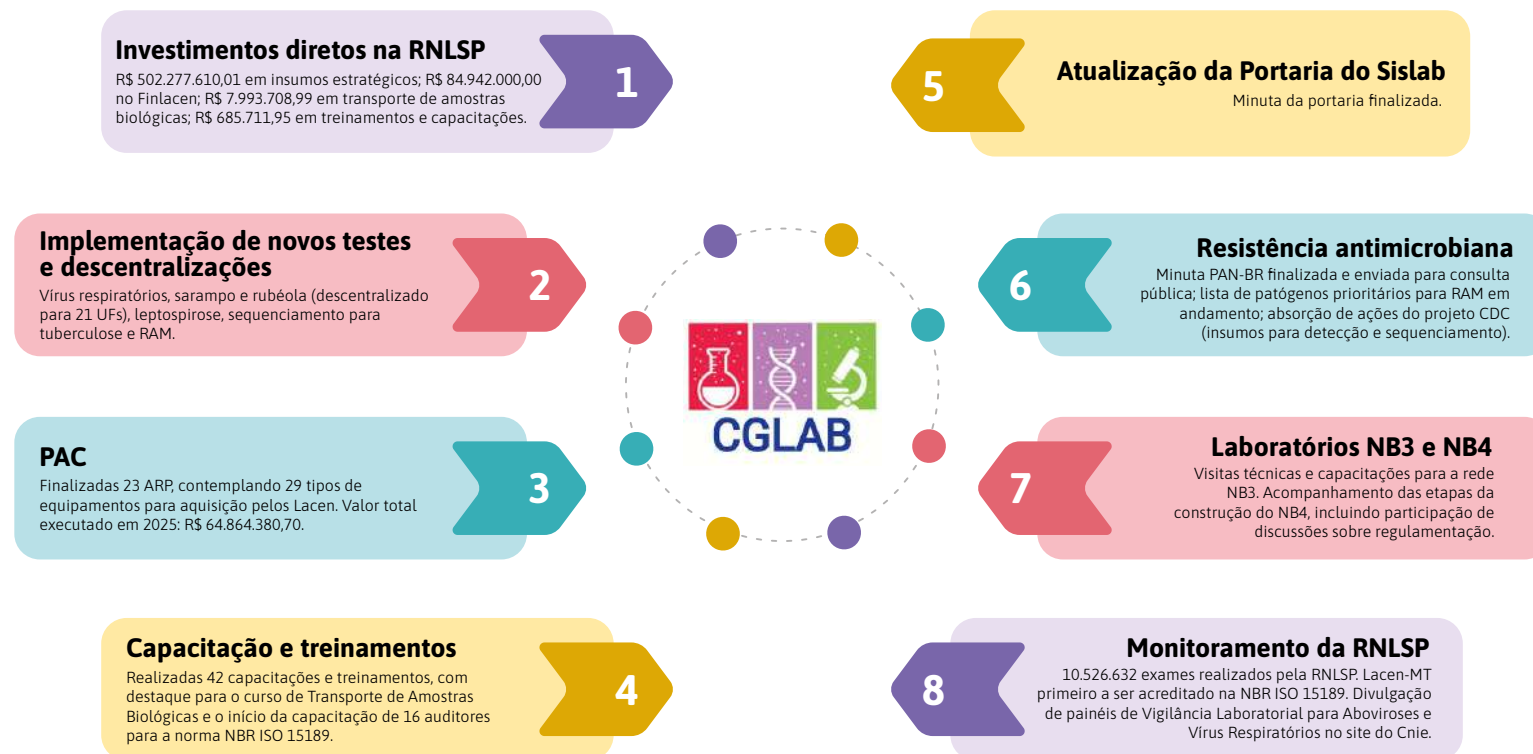 Investimentos diretos na RNLSP
R$ 502.277.610,01 em insumos estratégicos; R$ 84.942.000,00
no Finlacen; R$ 7.993.708,99 em transporte de amostras
biológicas; R$ 685.711,95 em treinamentos e capacitações.
1
Implementação de novos testes
e descentralizações
Vírus respiratórios, sarampo e rubéola (descentralizado
para 21 UFs), leptospirose, sequenciamento para
tuberculose e RAM.
2
PAC
Finalizadas 23 ARP, contemplando 29 tipos de
equipamentos para aquisição pelos Lacen. Valor total
executado em 2025: R$ 64.864.380,70.
3
Capacitação e treinamentos
Realizadas 42 capacitações e treinamentos, com
destaque para o curso de Transporte de Amostras
Biológicas e o início da capacitação de 16 auditores
para a norma NBR ISO 15189.
4
CGLAB
5
Atualização da Portaria do Sislab
Minuta da portaria finalizada.
6
Resistência antimicrobiana
Minuta PAN-BR finalizada e enviada para consulta
pública; lista de patógenos prioritários para RAM em
andamento; absorção de ações do projeto CDC
(insumos para detecção e sequenciamento).
7
Laboratórios NB3 e NB4
Visitas técnicas e capacitações para a rede
NB3. Acompanhamento das etapas da
construção do NB4, incluindo participação de
discussões sobre regulamentação.
8
Monitoramento da RNLSP
10.526.632 exames realizados pela RNLSP. Lacen-MT
primeiro a ser acreditado na NBR ISO 15189. Divulgação
de painéis de Vigilância Laboratorial para Aboviroses e
Vírus Respiratórios no site do Cnie.